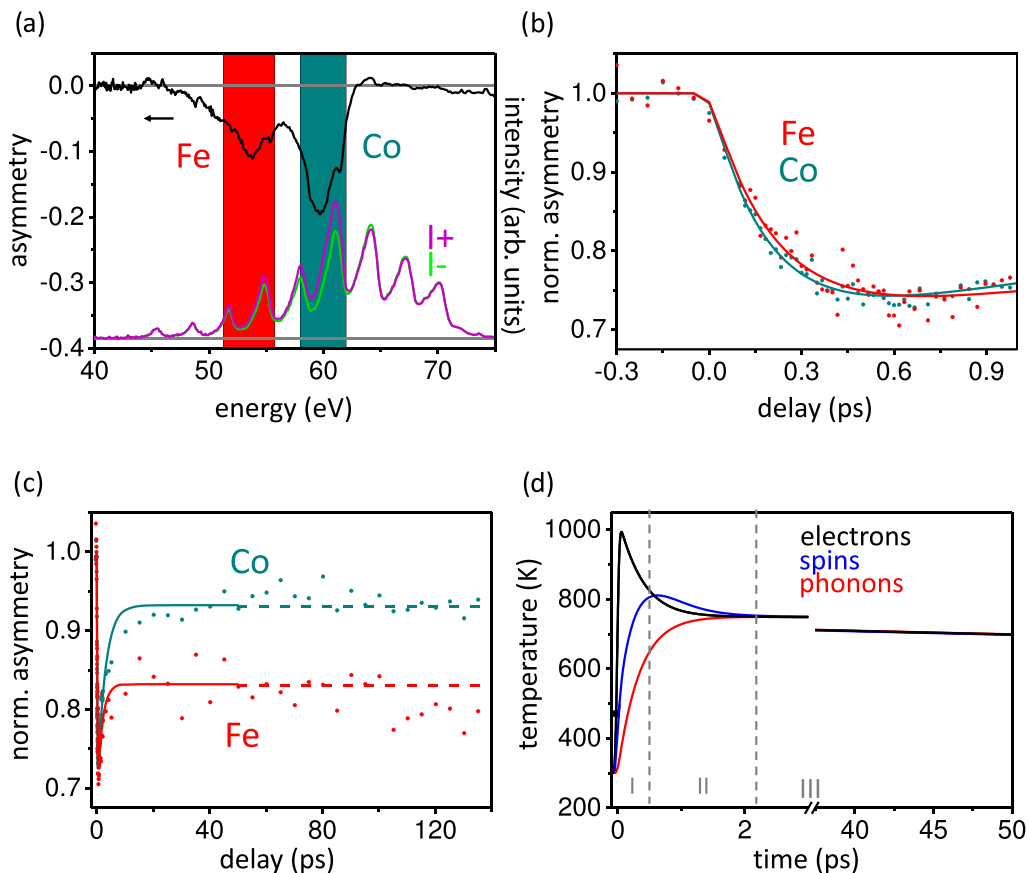 (a)
0.0
-0.1
-0.2
-0.3
-0.4
asymmetry
Fe
Co
I+
I-
intensity (arb. units)
40
50
60
70
energy (eV)
(b)
1.0
0.9
0.8
0.7
norm. asymmetry
Fe
Co
-0.3
0.0
0.3
0.6
0.9
delay (ps)
(c)
1.0
0.9
0.8
0.7
norm. asymmetry
Co
Fe
0
40
80
120
delay (ps)
(d)
1000
800
600
400
200
temperature (K)
electrons
spins
phonons
I
II
III
0
2
40
45
50
time (ps)